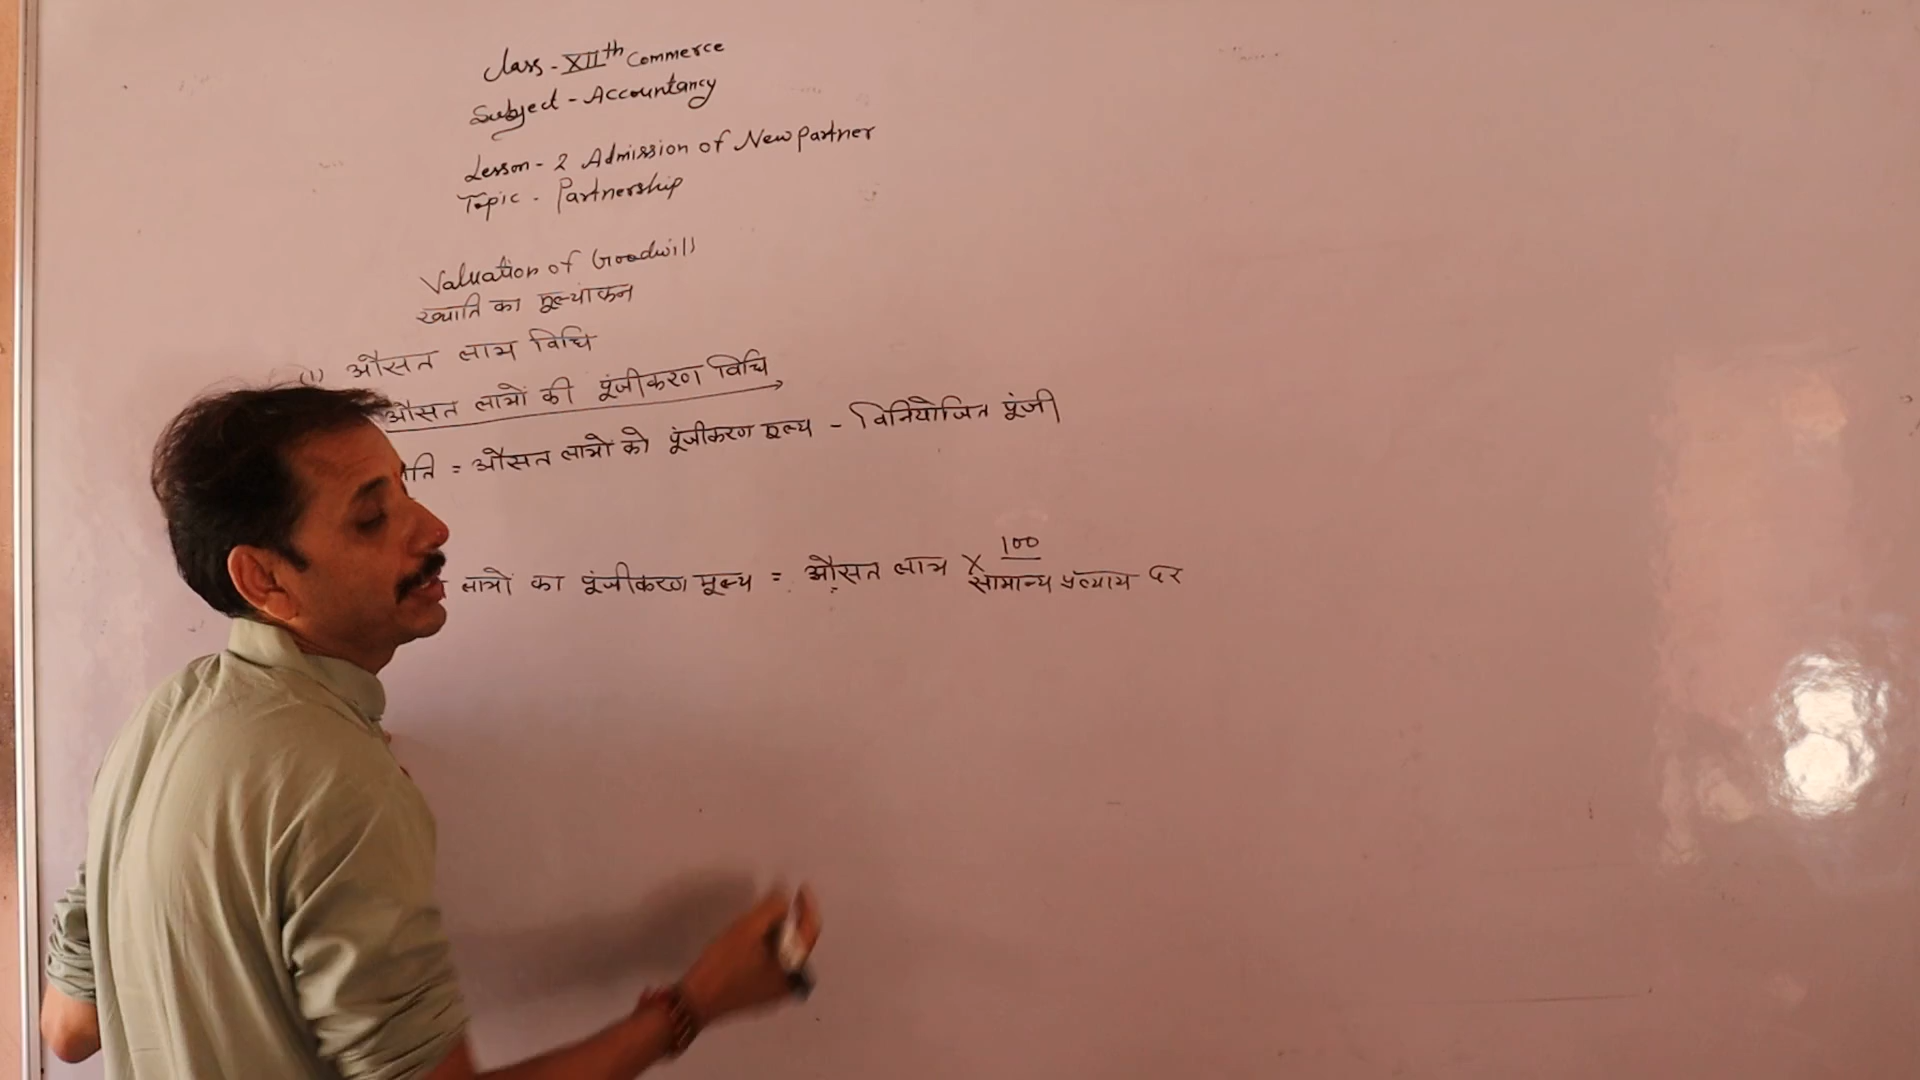 Class - XIIth Commerce
Subject - Accountancy
Lesson - 2 Admission of New Partner
Topic - Partnership
Valuation of Goodwill
ख्याति का मूल्यांकन
(1) औसत लाभ विधि
औसत लाभों की पूंजीकरण विधि
= औसत लाभों को पूंजीकरण मूल्य - विनियोजित पूंजी
लाभों का पूंजीकरण मूल्य = औसत लाभ × 100
सामान्य प्रत्याय दर